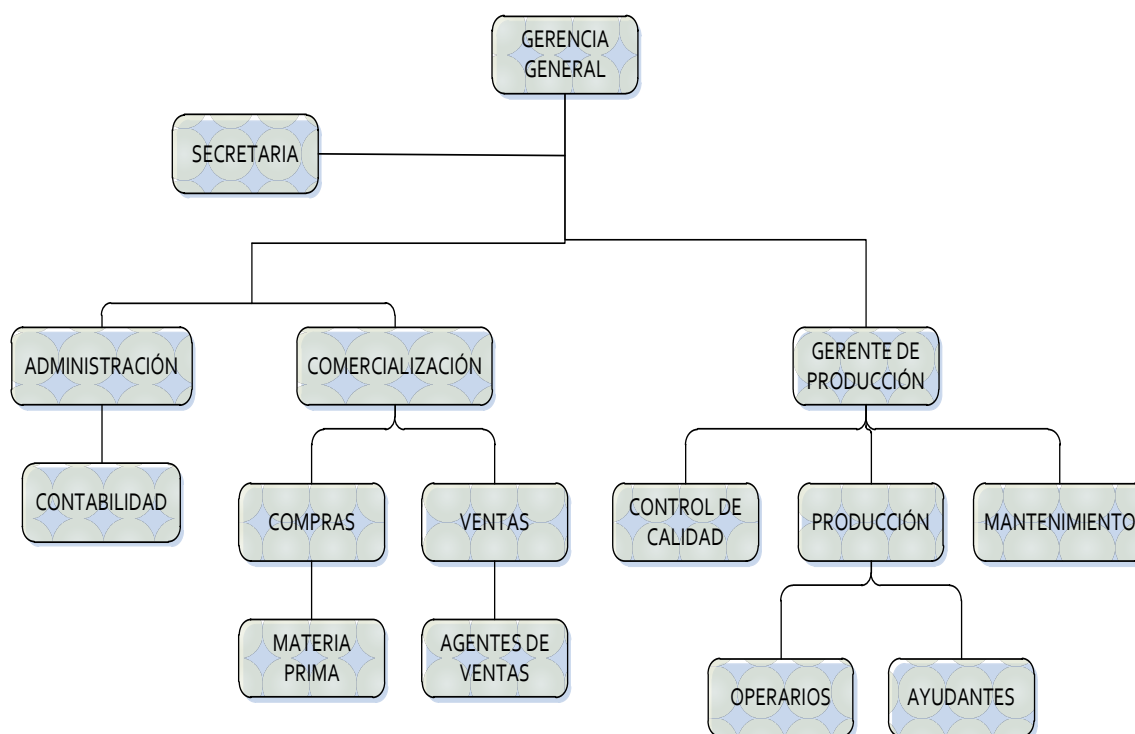 GERENCIA
GENERAL
SECRETARIA
ADMINISTRACIÓN
COMERCIALIZACIÓN
GERENTE DE
PRODUCCIÓN
CONTABILIDAD
COMPRAS
VENTAS
CONTROL DE
CALIDAD
PRODUCCIÓN
MANTENIMIENTO
MATERIA
PRIMA
AGENTES DE
VENTAS
OPERARIOS
AYUDANTES